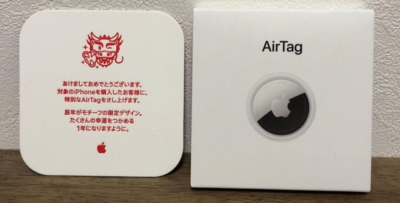 あけましておめでとうございます。
対象のiPhoneを購入したお客様に、
特別なAirTagをさし上げます。
辰年がモチーフの限定デザイン。
たくさんの幸運をつかめる
1年になりますように。
AirTag